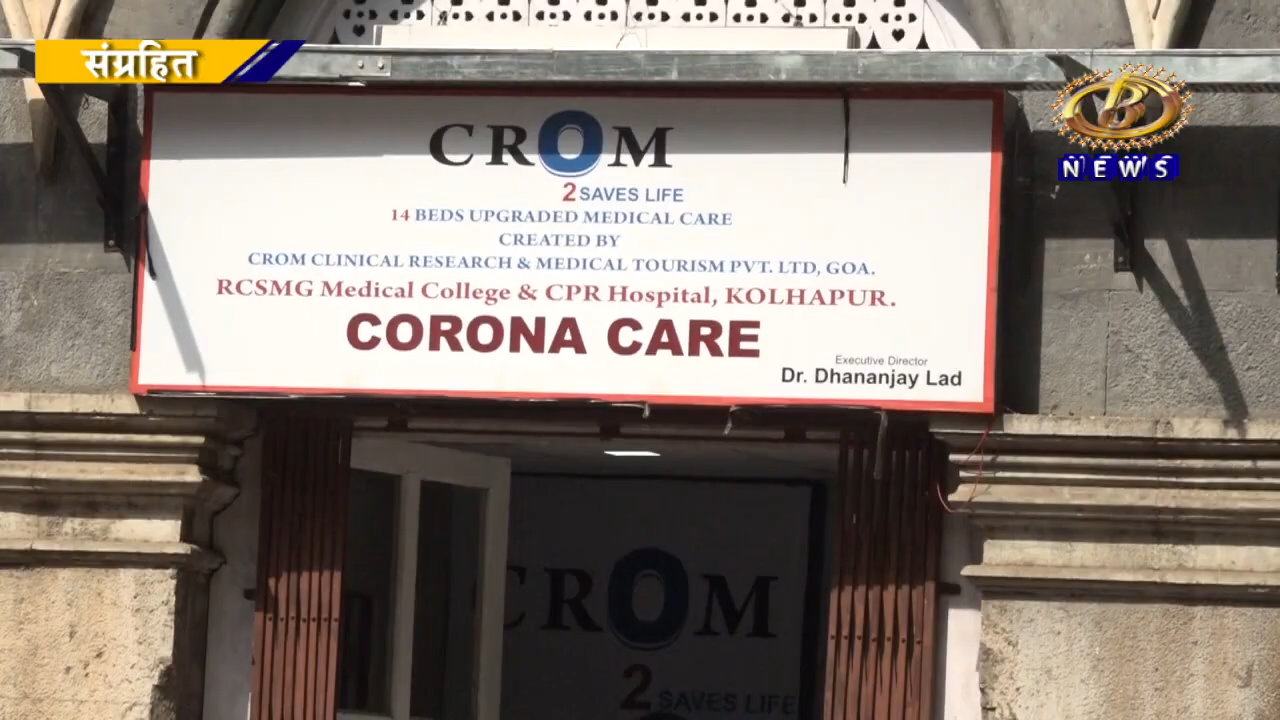 संग्रहित
B
NEWS
CROM
2 SAVES LIFE
14 BEDS UPGRADED MEDICAL CARE
CREATED BY
CROM CLINICAL RESEARCH & MEDICAL TOURISM PVT. LTD, GOA.
RCSMG Medical College & CPR Hospital, KOLHAPUR.
CORONA CARE
Executive Director
Dr. Dhananjay Lad
CROM
2 SAVES LIFE